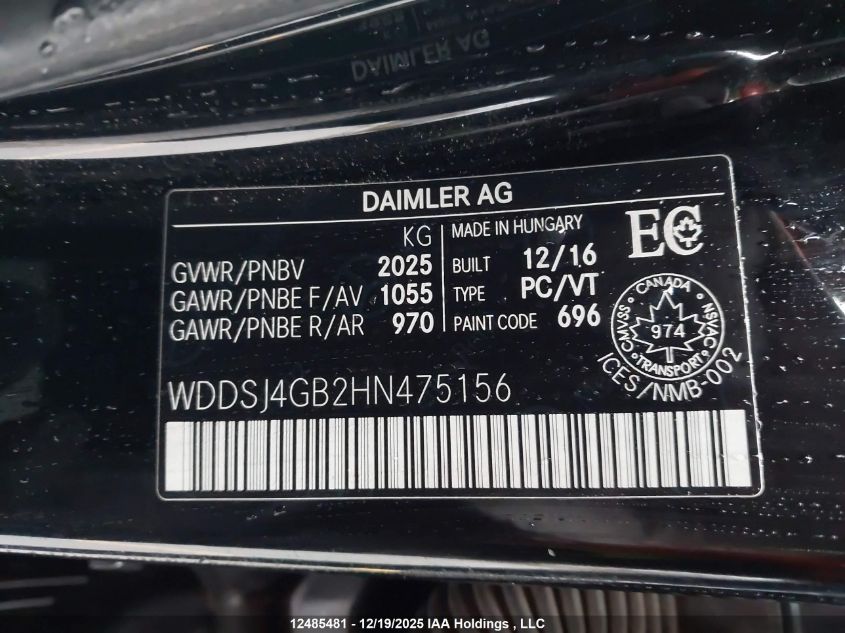 DAIMLER AG
KG
GVWR/PNBV 2025
GAWR/PNBE F/AV 1055
GAWR/PNBE R/AR 970
MADE IN HUNGARY
BUILT 12/16
TYPE PC/VT
PAINT CODE 696
EC
CANADA
CMVSS 974 NSVAC
TRANSPORT
ICES/NMB-002
WDDSJ4GB2HN475156
12485481 - 12/19/2025 IAA Holdings , LLC